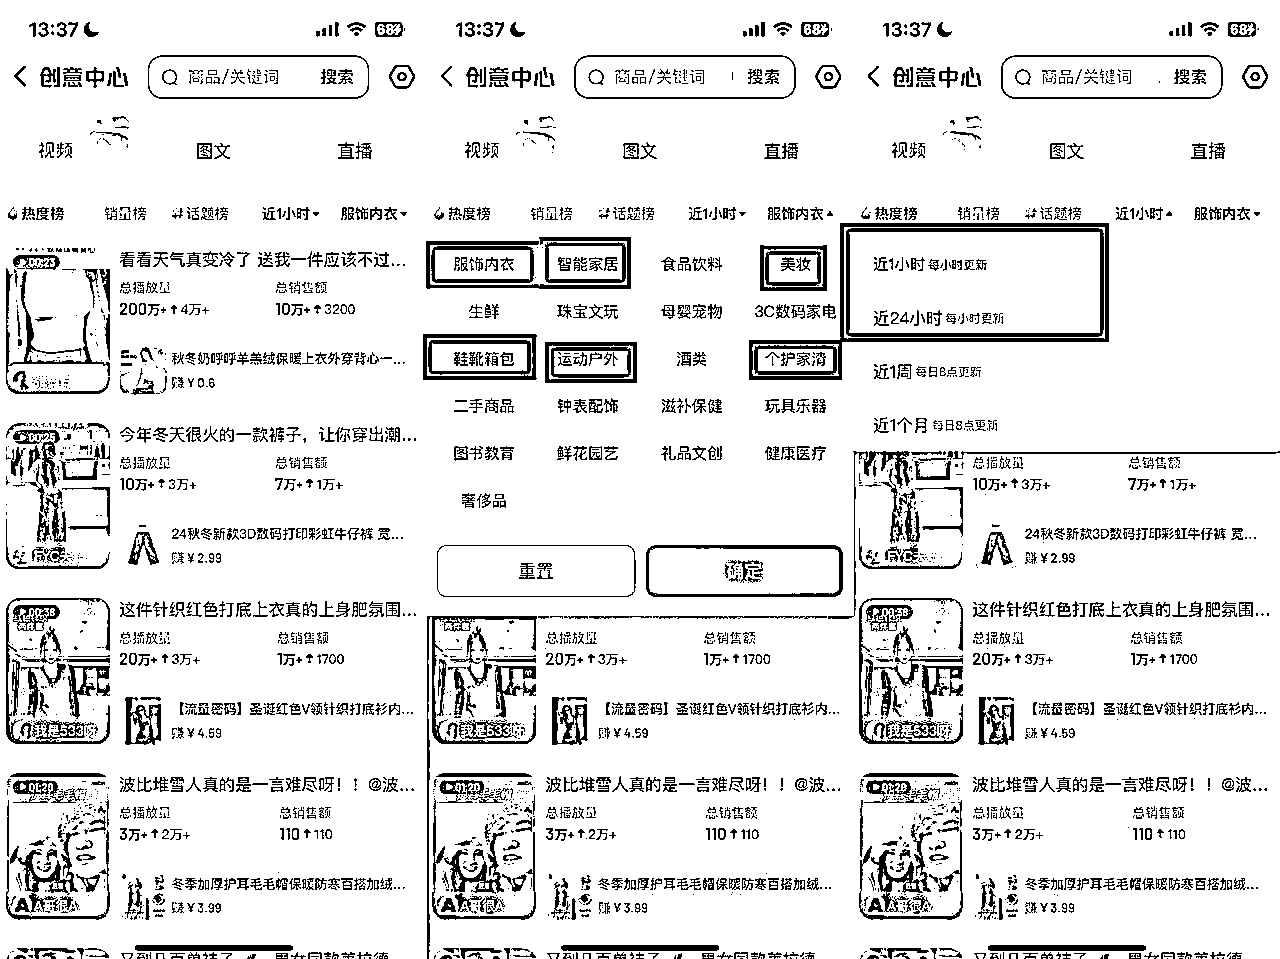 13:37
68
创意中心
商品/关键词
搜索
视频
图文
直播
热度榜
销量榜
#话题榜
近1小时
服饰内衣
00:23
看看天气真变冷了 送我一件应该不过...
总播放量
总销售额
200万+↑4万+
10万+↑3200
秋冬奶呼呼羊羔绒保暖上衣外穿背心一...
赚￥0.6
00:25
今年冬天很火的一款裤子，让你穿出潮...
总播放量
总销售额
10万+↑3万+
7万+↑1万+
24秋冬新款3D数码打印彩虹牛仔裤 宽...
赚￥2.99
00:38
这件针织红色打底上衣真的上身肥氛围...
总播放量
总销售额
20万+↑3万+
1万+↑1700
【流量密码】圣诞红色V领针织打底衫内...
赚￥4.59
我是533呀
01:20
波比堆雪人真的是一言难尽呀！！@波...
总播放量
总销售额
3万+↑2万+
110↑110
冬季加厚护耳毛毛帽保暖防寒百搭加绒...
赚￥3.99
13:37
68
创意中心
商品/关键词
搜索
视频
图文
直播
热度榜
销量榜
#话题榜
近1小时
服饰内衣
服饰内衣
智能家居
食品饮料
美妆
生鲜
珠宝文玩
母婴宠物
3C数码家电
鞋靴箱包
运动户外
酒类
个护家清
二手商品
钟表配饰
滋补保健
玩具乐器
图书教育
鲜花园艺
礼品文创
健康医疗
奢侈品
重置
确定
总播放量
总销售额
20万+↑3万+
1万+↑1700
【流量密码】圣诞红色V领针织打底衫内...
赚￥4.59
我是533呀
01:20
波比堆雪人真的是一言难尽呀！！@波...
总播放量
总销售额
3万+↑2万+
110↑110
冬季加厚护耳毛毛帽保暖防寒百搭加绒...
赚￥3.99
13:37
68
创意中心
商品/关键词
搜索
视频
图文
直播
热度榜
销量榜
#话题榜
近1小时
服饰内衣
近1小时 每小时更新
近24小时 每小时更新
近1周 每日8点更新
近1个月 每日8点更新
总播放量
总销售额
10万+↑3万+
7万+↑1万+
24秋冬新款3D数码打印彩虹牛仔裤 宽...
赚￥2.99
00:38
这件针织红色打底上衣真的上身肥氛围...
总播放量
总销售额
20万+↑3万+
1万+↑1700
【流量密码】圣诞红色V领针织打底衫内...
赚￥4.59
我是533呀
01:20
波比堆雪人真的是一言难尽呀！！@波...
总播放量
总销售额
3万+↑2万+
110↑110
冬季加厚护耳毛毛帽保暖防寒百搭加绒...
赚￥3.99